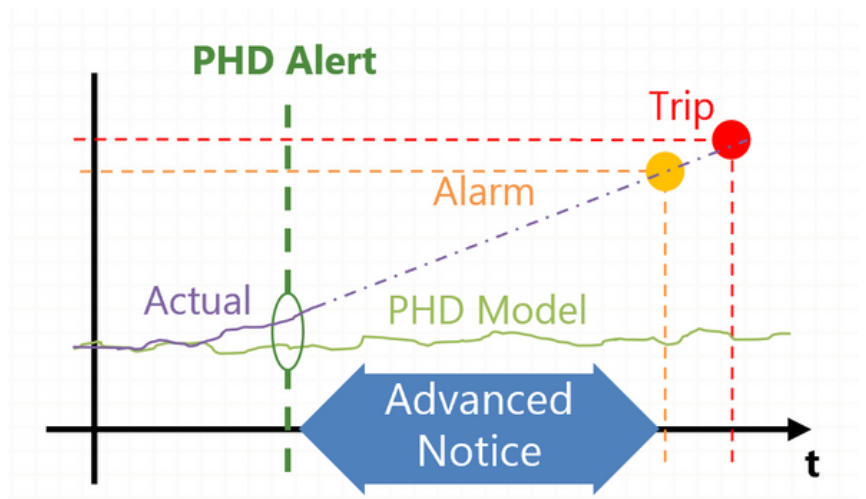 PHD Alert
Trip
Alarm
Actual
PHD Model
Advanced
Notice
t